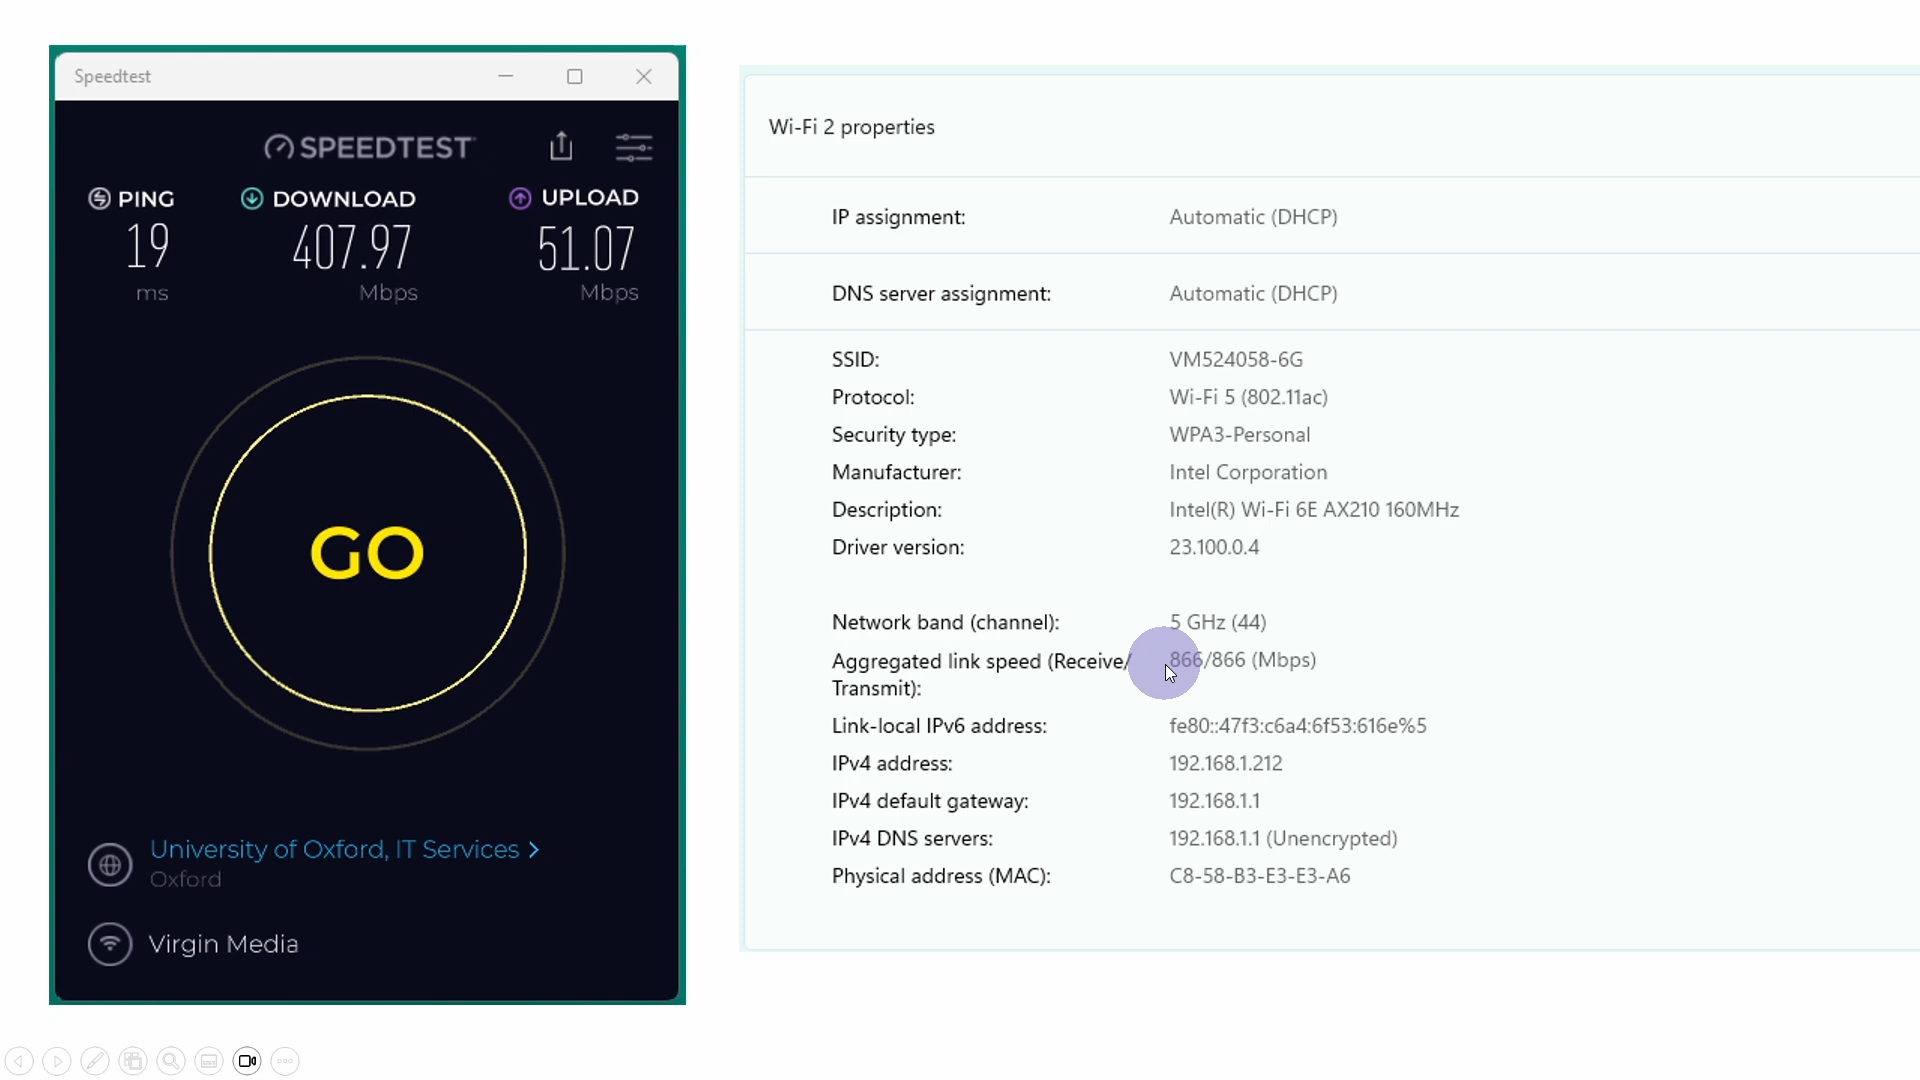 Speedtest
SPEEDTEST
PING DOWNLOAD UPLOAD
19 407.97 51.07
ms Mbps Mbps
GO
University of Oxford, IT Services
Oxford
Virgin Media
Wi-Fi 2 properties
IP assignment: Automatic (DHCP)
DNS server assignment: Automatic (DHCP)
SSID: VM524058-6G
Protocol: Wi-Fi 5 (802.11ac)
Security type: WPA3-Personal
Manufacturer: Intel Corporation
Description: Intel(R) Wi-Fi 6E AX210 160MHz
Driver version: 23.100.0.4
Network band (channel): 5 GHz (44)
Aggregated link speed (Receive/ 866/866 (Mbps)
Transmit):
Link-local IPv6 address: fe80::47f3:c6a4:6f53:616e%5
IPv4 address: 192.168.1.212
IPv4 default gateway: 192.168.1.1
IPv4 DNS servers: 192.168.1.1 (Unencrypted)
Physical address (MAC): C8-58-B3-E3-E3-A6